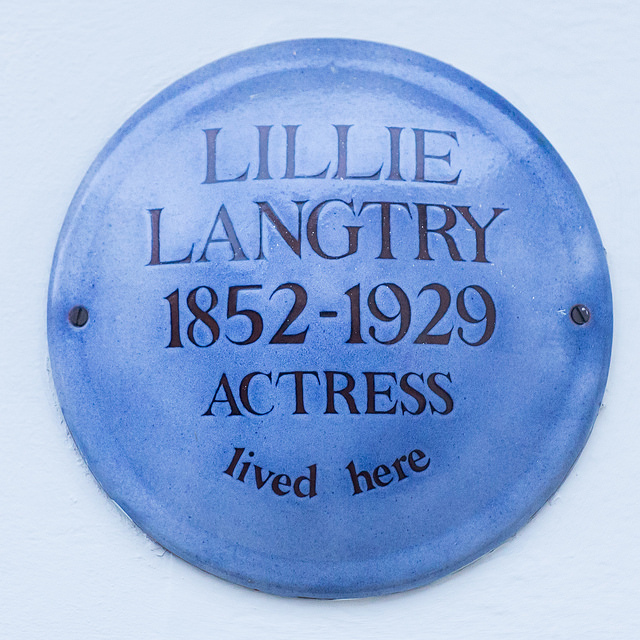 LILLIE
LANGTRY
1852-1929
ACTRESS
lived here